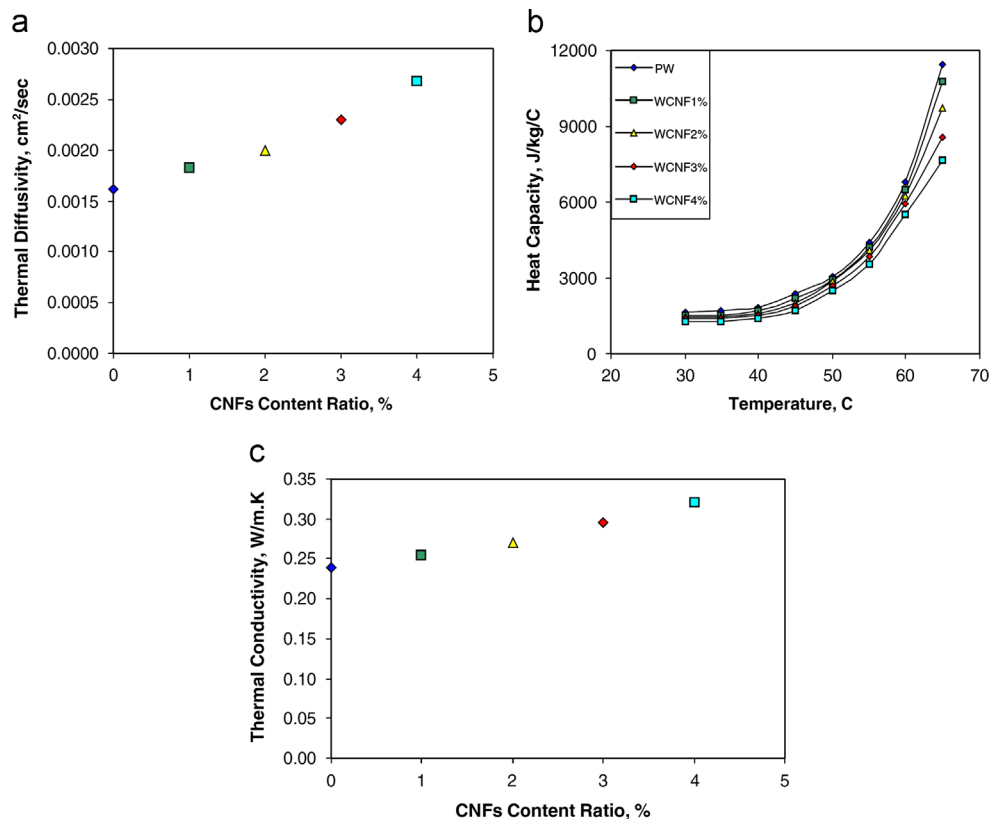 a
0.0030
0.0025
0.0020
0.0015
0.0010
0.0005
0.0000
Thermal Diffusivity, cm²/sec
0 1 2 3 4 5
CNFs Content Ratio, %
b
12000
9000
6000
3000
0
Heat Capacity, J/kg/C
PW
WCNF1%
WCNF2%
WCNF3%
WCNF4%
20 30 40 50 60 70
Temperature, C
c
0.35
0.30
0.25
0.20
0.15
0.10
0.05
0.00
Thermal Conductivity, W/m.K
0 1 2 3 4 5
CNFs Content Ratio, %